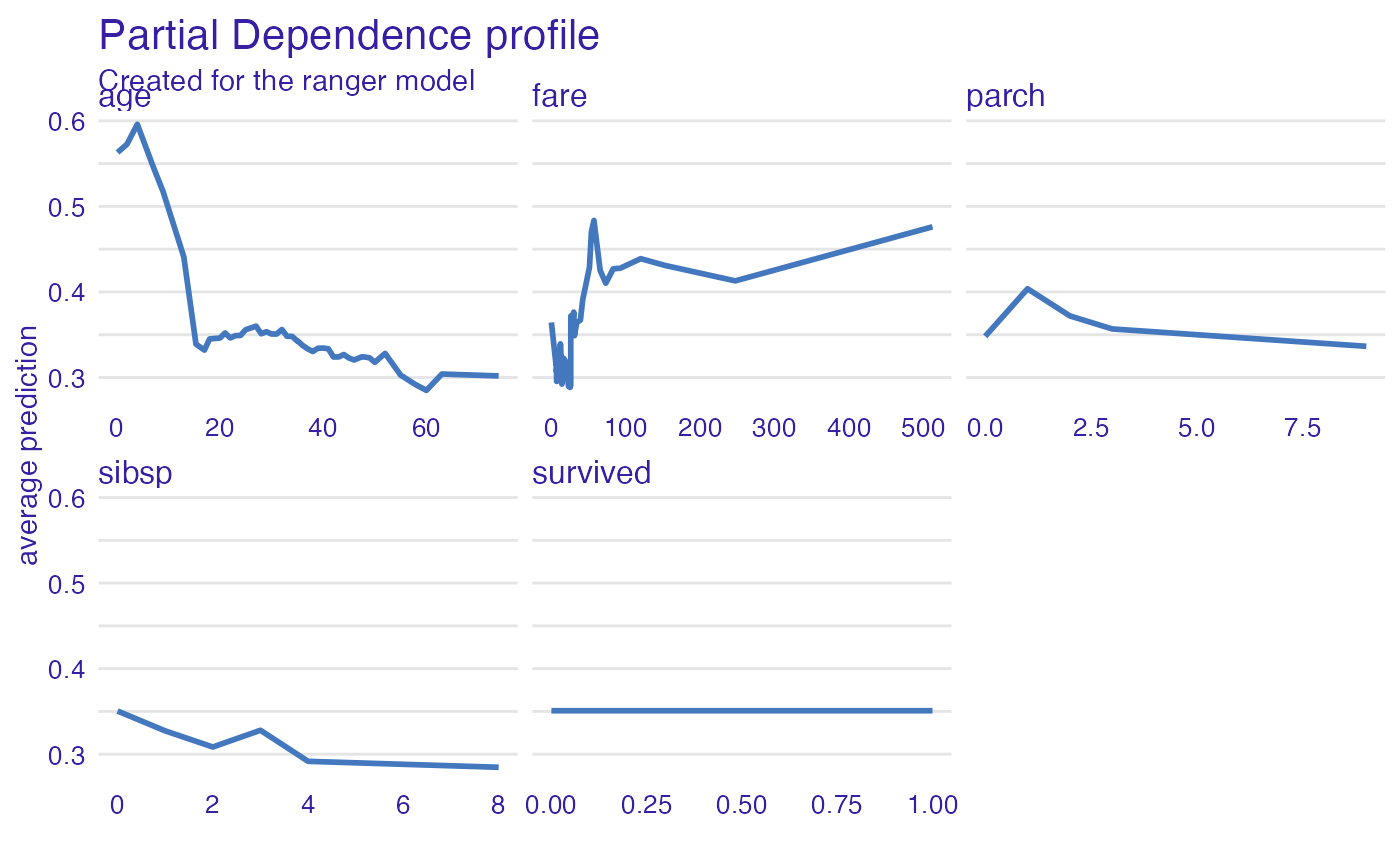 Partial Dependence profile
Created for the ranger model
age
fare
parch
0.6
0.5
0.4
0.3
0 20 40 60
0 100 200 300 400 500
0.0 2.5 5.0 7.5
average prediction
sibsp
survived
0.6
0.5
0.4
0.3
0 2 4 6 8
0.00 0.25 0.50 0.75 1.00